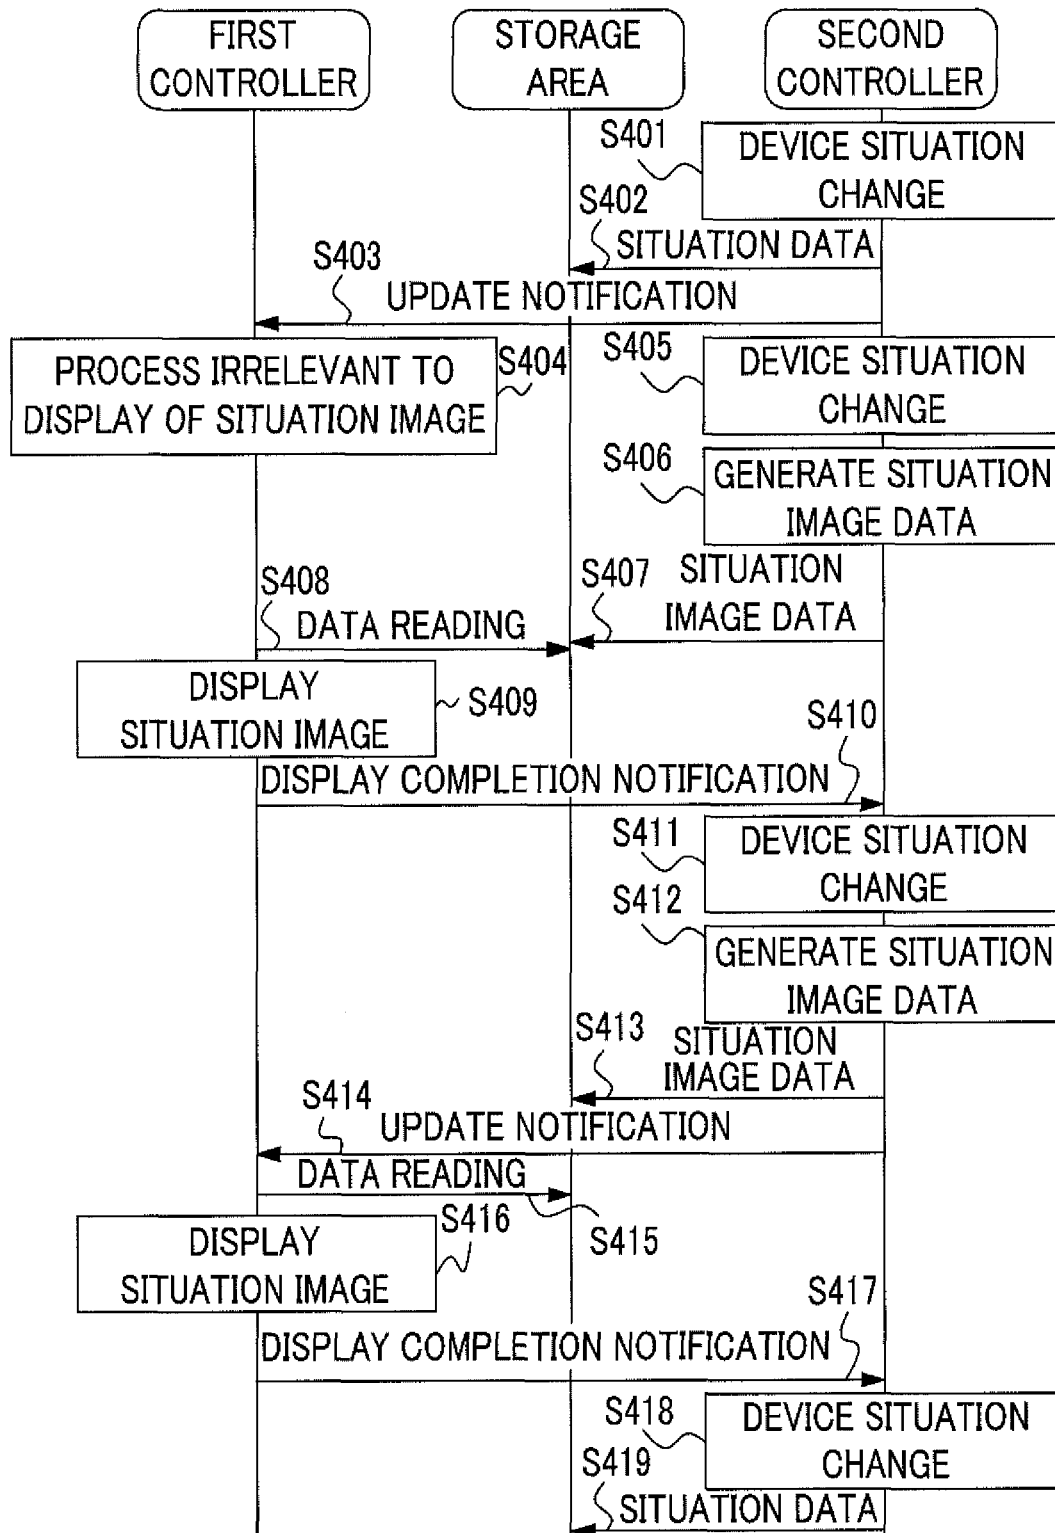 FIRST
CONTROLLER
STORAGE
AREA
SECOND
CONTROLLER
S401
DEVICE SITUATION
CHANGE
S402
SITUATION DATA
S403
UPDATE NOTIFICATION
PROCESS IRRELEVANT TO
DISPLAY OF SITUATION IMAGE
S404
S405
DEVICE SITUATION
CHANGE
S406
GENERATE SITUATION
IMAGE DATA
S407
SITUATION
IMAGE DATA
S408
DATA READING
DISPLAY
SITUATION IMAGE
S409
S410
DISPLAY COMPLETION NOTIFICATION
S411
DEVICE SITUATION
CHANGE
S412
GENERATE SITUATION
IMAGE DATA
S413
SITUATION
IMAGE DATA
S414
UPDATE NOTIFICATION
DATA READING
S415
DISPLAY
SITUATION IMAGE
S416
S417
DISPLAY COMPLETION NOTIFICATION
S418
DEVICE SITUATION
CHANGE
S419
SITUATION DATA